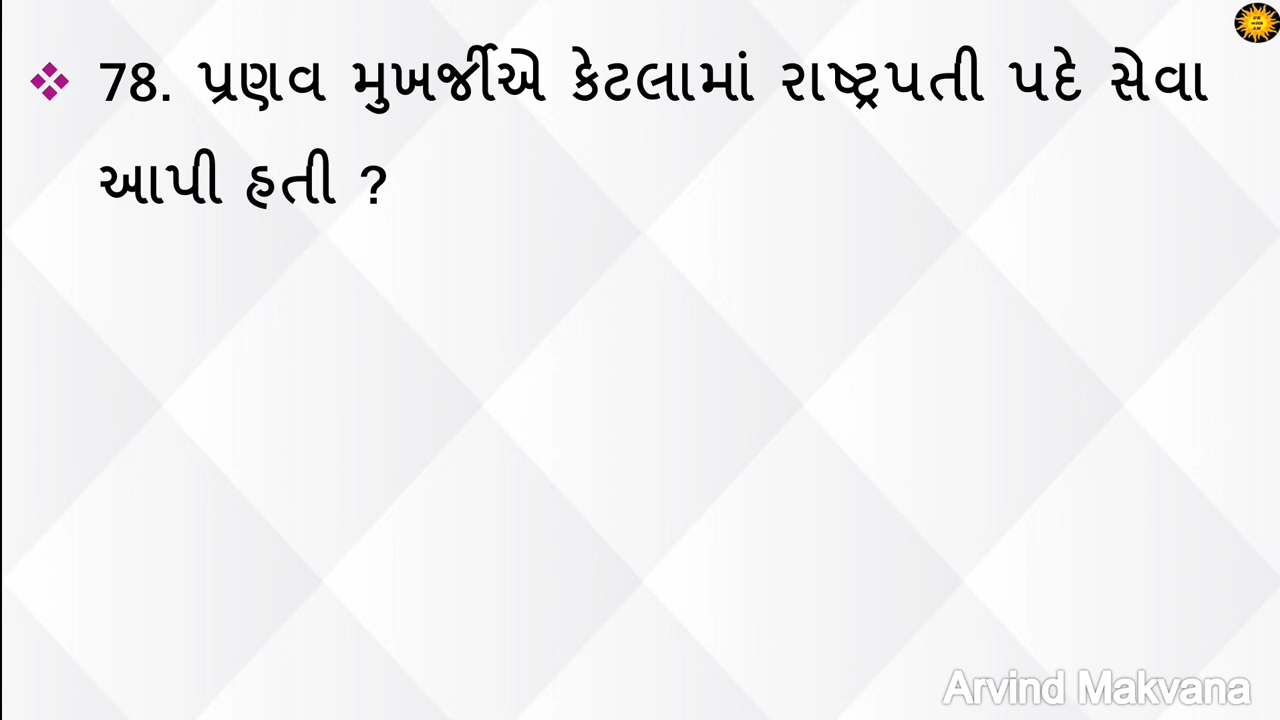 ❖ 78. પ્રણવ મુખર્જીએ કેટલામાં રાષ્ટ્રપતી પદે સેવા
આપી હતી ?
Arvind Makvana